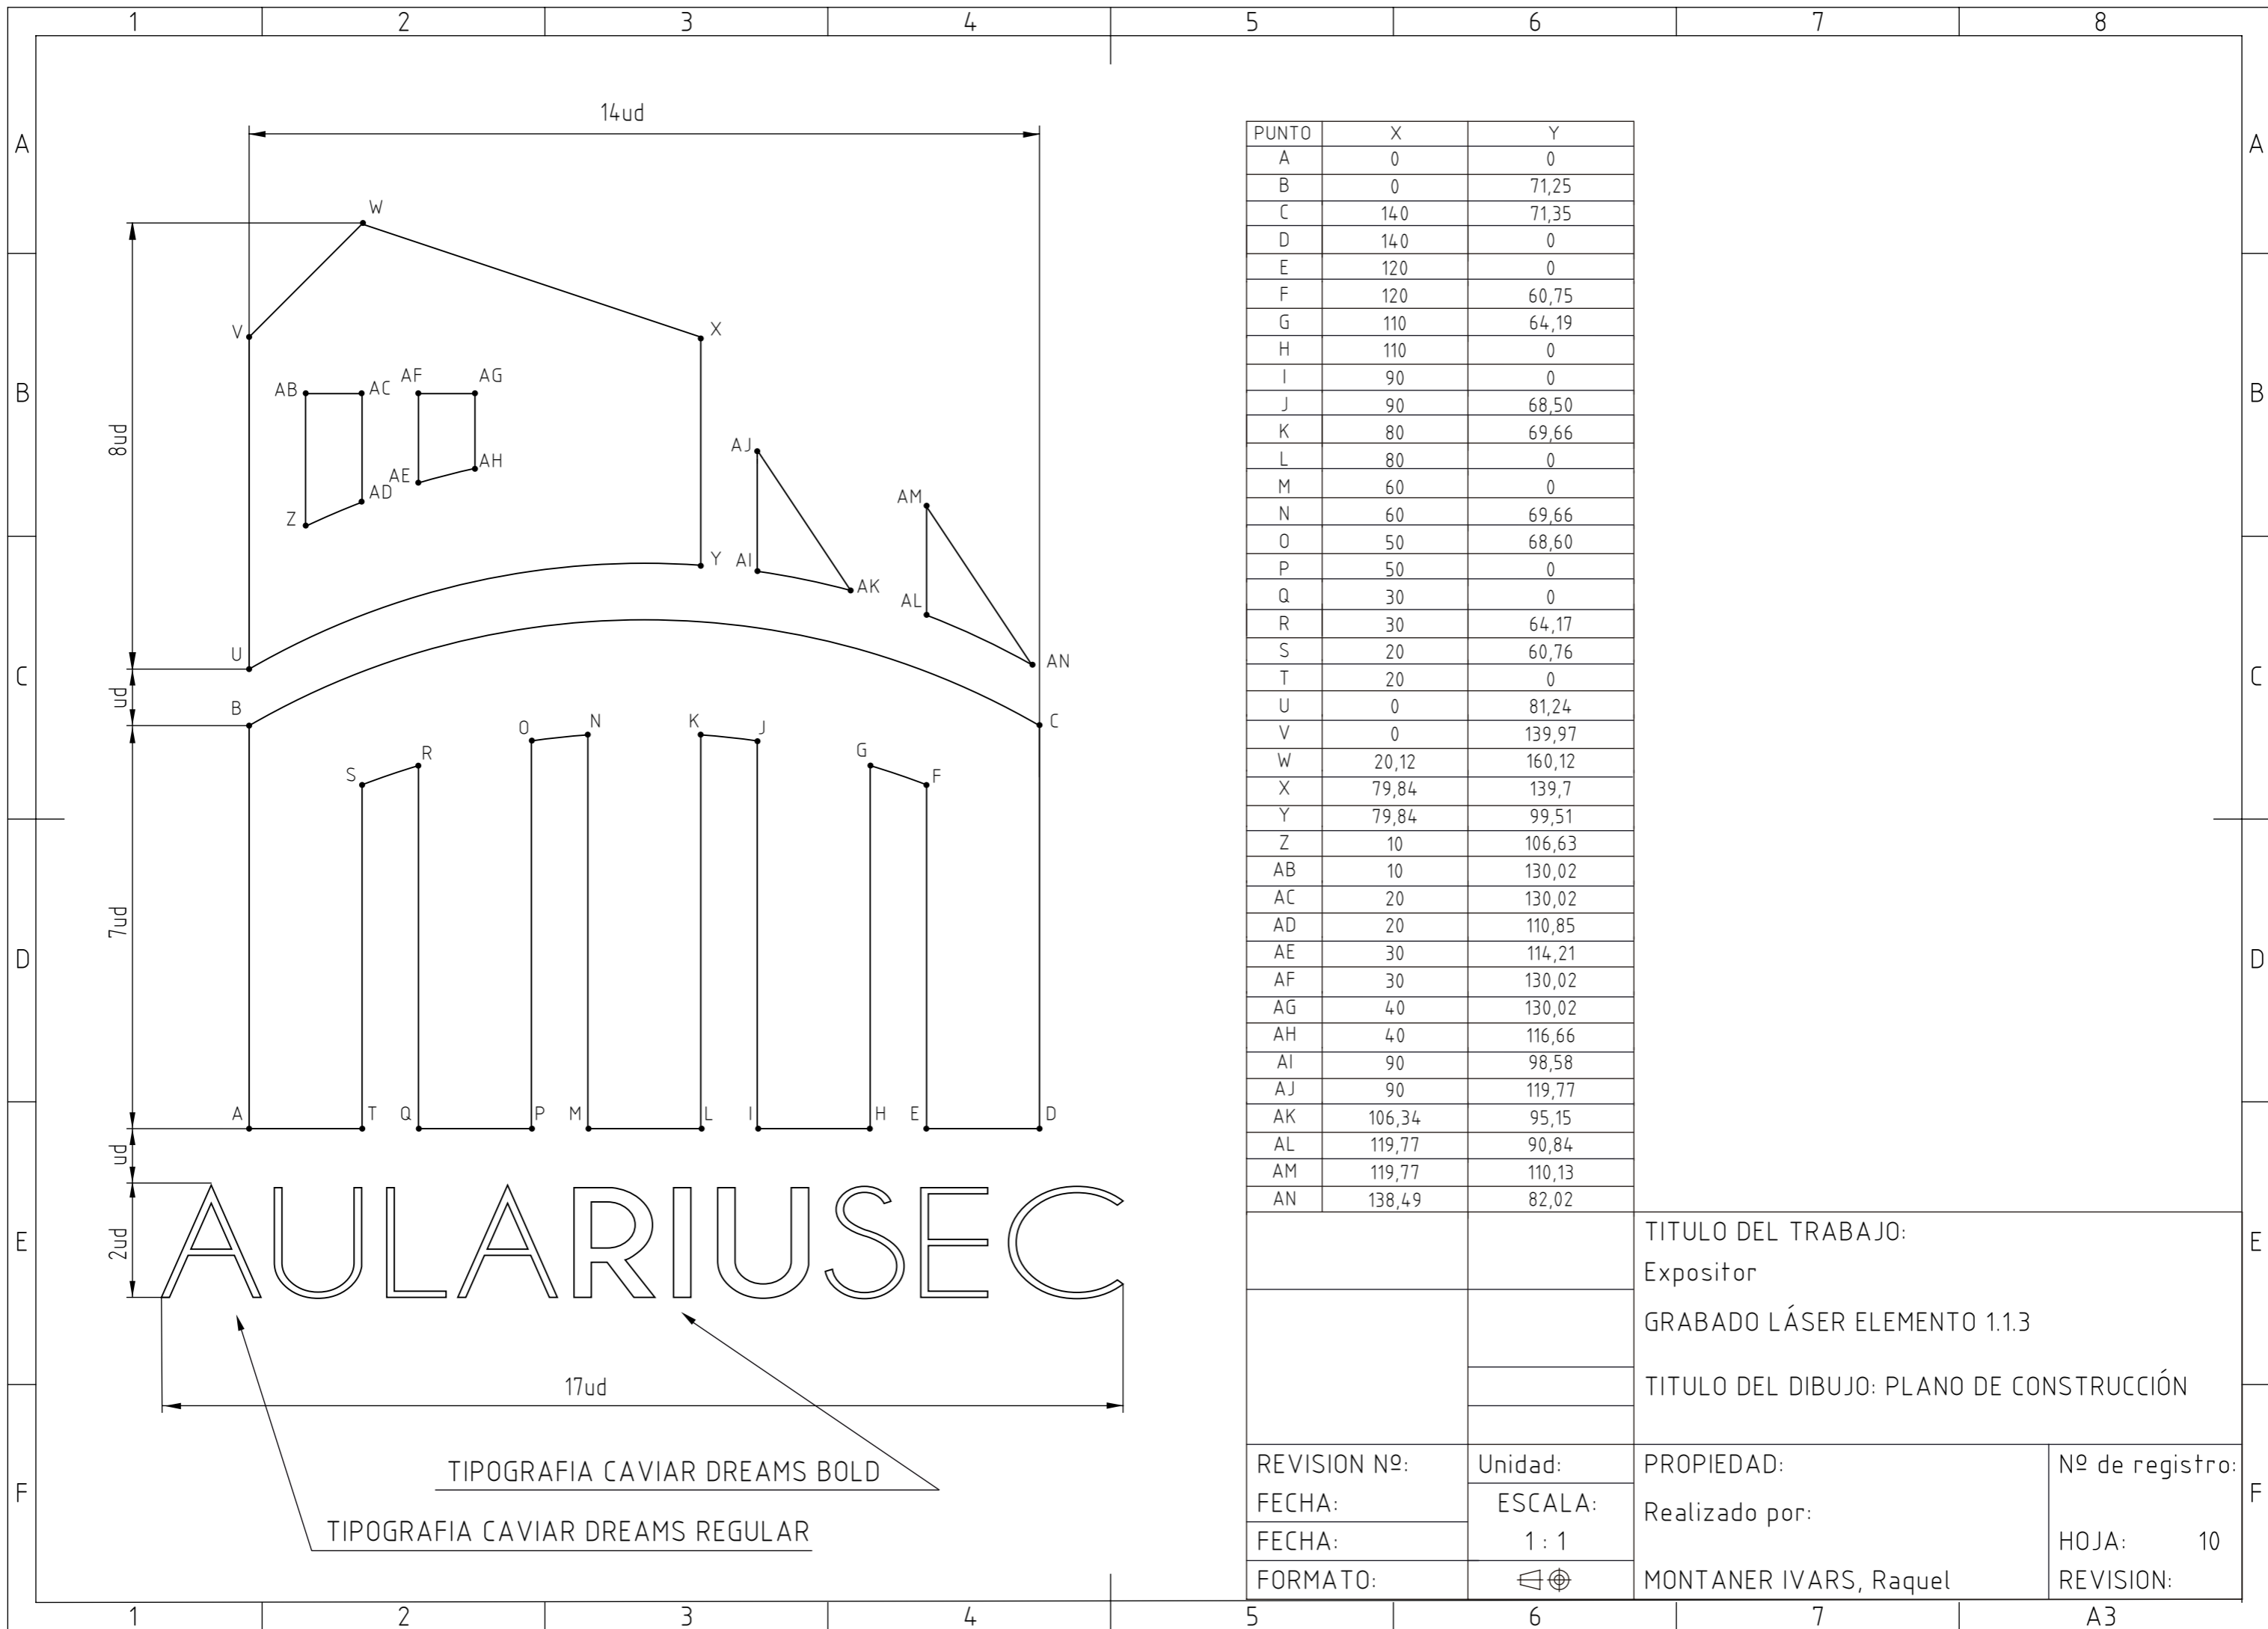 1 2 3 4 5 6 7 8
A A
B B
C C
D D
E E
F F
14ud
W
V
X
AB AC AF AG
AJ
AH
AE
AD
AM
Z
Y AI
AK
AL
U
AN
B
C
O N K J
G
R
S F
A T Q P M L I H E D
8ud
ud
7ud
ud
2ud
AULARIUSEC
17ud
TIPOGRAFIA CAVIAR DREAMS BOLD
TIPOGRAFIA CAVIAR DREAMS REGULAR
PUNTO X Y
A 0 0
B 0 71,25
C 140 71,35
D 140 0
E 120 0
F 120 60,75
G 110 64,19
H 110 0
I 90 0
J 90 68,50
K 80 69,66
L 80 0
M 60 0
N 60 69,66
O 50 68,60
P 50 0
Q 30 0
R 30 64,17
S 20 60,76
T 20 0
U 0 81,24
V 0 139,97
W 20,12 160,12
X 79,84 139,7
Y 79,84 99,51
Z 10 106,63
AB 10 130,02
AC 20 130,02
AD 20 110,85
AE 30 114,21
AF 30 130,02
AG 40 130,02
AH 40 116,66
AI 90 98,58
AJ 90 119,77
AK 106,34 95,15
AL 119,77 90,84
AM 119,77 110,13
AN 138,49 82,02
TITULO DEL TRABAJO:
Expositor
GRABADO LÁSER ELEMENTO 1.1.3
TITULO DEL DIBUJO: PLANO DE CONSTRUCCIÓN
REVISION Nº: Unidad: PROPIEDAD: Nº de registro:
FECHA: ESCALA: Realizado por:
FECHA: 1 : 1 HOJA: 10
FORMATO: MONTANER IVARS, Raquel REVISION:
1 2 3 4 5 6 7 A3